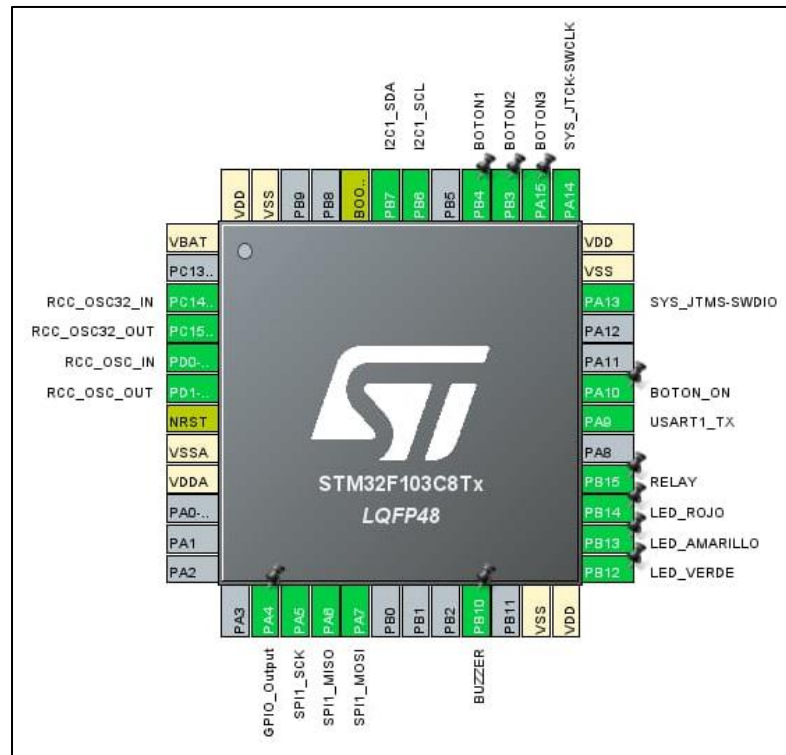 I2C1_SDA
I2C1_SCL
BOTON1
BOTON2
BOTON3
SYS_JTCK-SWCLK
VDD
VSS
PB9
PB8
BOO..
PB7
PB6
PB5
PB4
PB3
PA15
PA14
VBAT
PC13..
RCC_OSC32_IN PC14..
RCC_OSC32_OUT PC15..
RCC_OSC_IN PD0-..
RCC_OSC_OUT PD1-..
NRST
VSSA
VDDA
PA0-..
PA1
PA2
ST
STM32F103C8Tx
LQFP48
VDD
VSS
PA13 SYS_JTMS-SWDIO
PA12
PA11
PA10 BOTON_ON
PA9 USART1_TX
PA8
PB15 RELAY
PB14 LED_ROJO
PB13 LED_AMARILLO
PB12 LED_VERDE
PA3
PA4
PA5
PA6
PA7
PB0
PB1
PB2
PB10
PB11
VSS
VDD
GPIO_Output
SPI1_SCK
SPI1_MISO
SPI1_MOSI
BUZZER